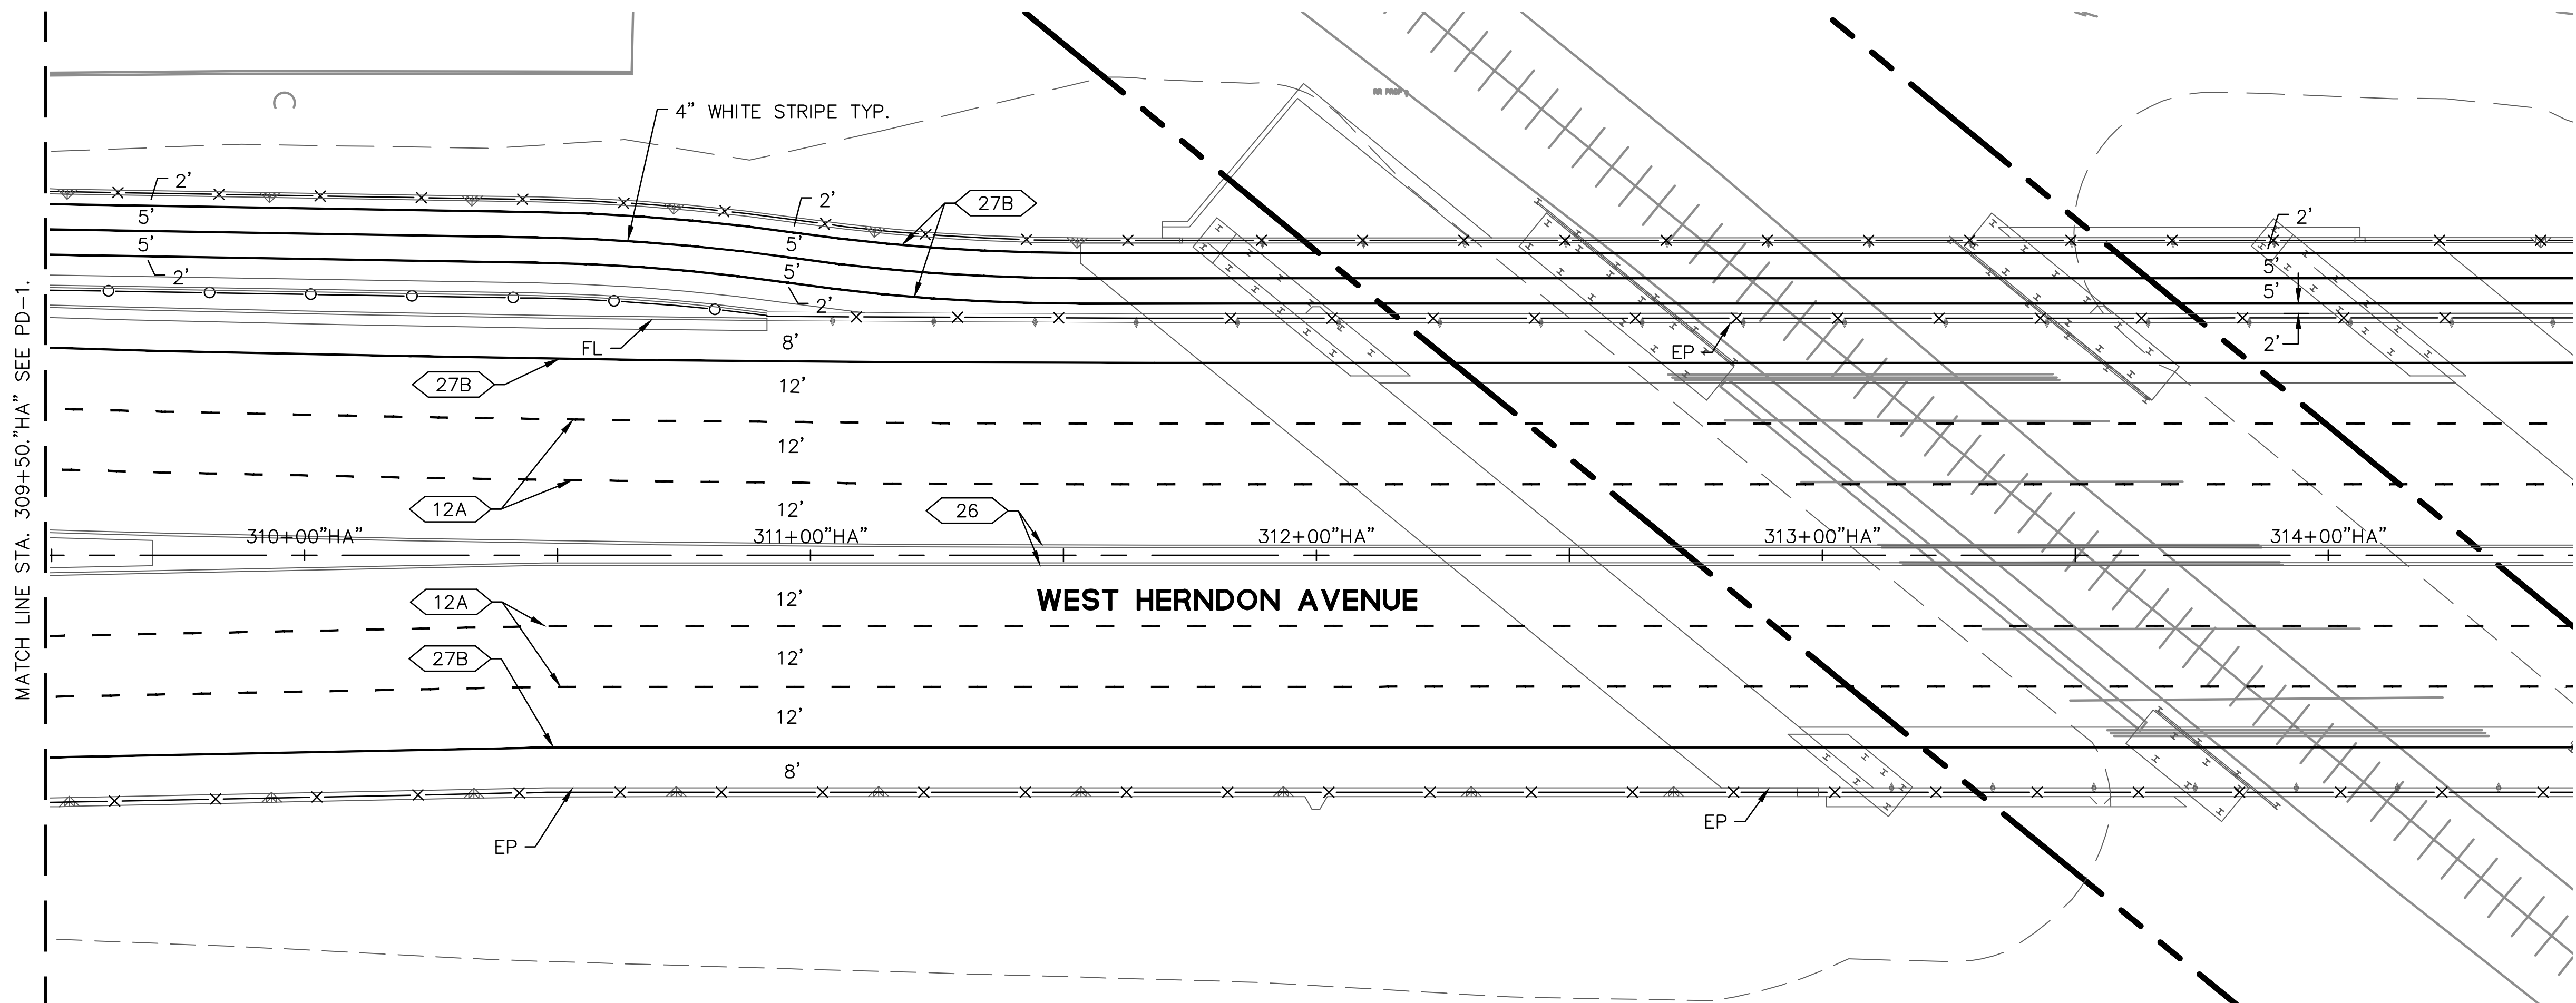 MATCH LINE STA. 309+50."HA" SEE PD-1.
4" WHITE STRIPE TYP.
RR PROP
2'
5'
5'
2'
2'
5'
5'
2'
27B
2'
5'
5'
2'
FL
8'
EP
27B
12'
12'
12A
12'
26
310+00"HA"
311+00"HA"
312+00"HA"
313+00"HA"
314+00"HA"
WEST HERNDON AVENUE
12A
12'
27B
12'
12'
8'
EP
EP